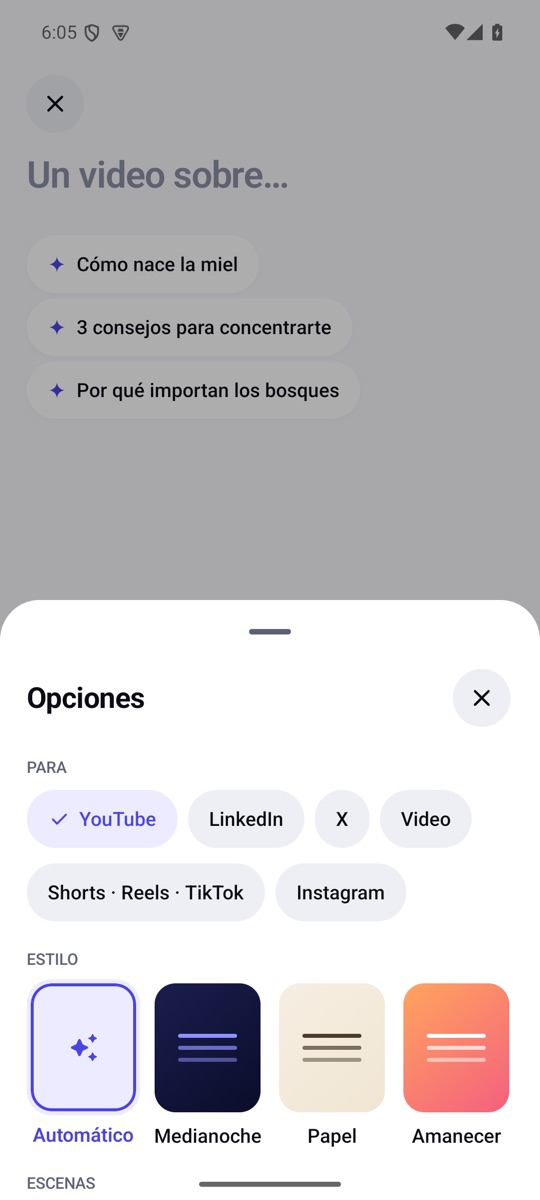 6:05
Un video sobre...
Cómo nace la miel
3 consejos para concentrarte
Por qué importan los bosques
Opciones
PARA
YouTube
LinkedIn
X
Video
Shorts · Reels · TikTok
Instagram
ESTILO
Automático
Medianoche
Papel
Amanecer
ESCENAS